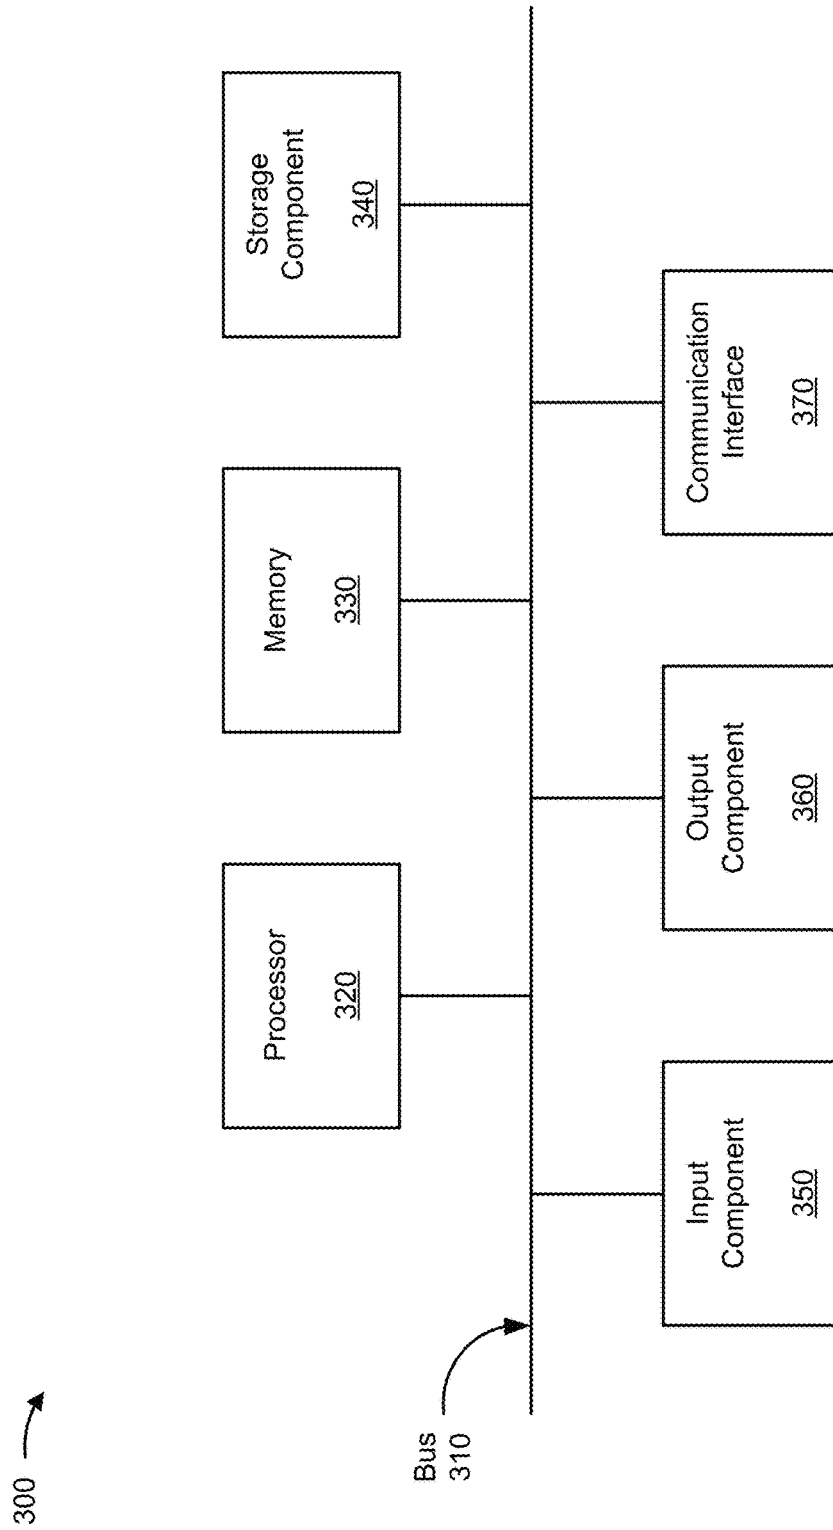 300
Processor
320
Memory
330
Storage
Component
340
Bus
310
Input
Component
350
Output
Component
360
Communication
Interface
370